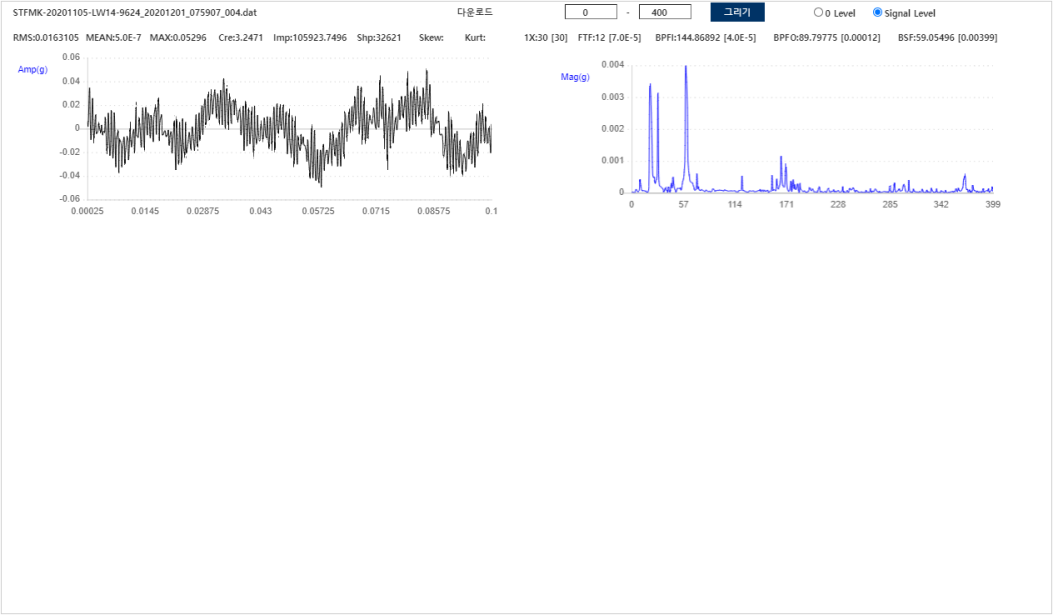 STFMK-20201105-LW14-9624_20201201_075907_004.dat 다운로드 0 - 400 그리기 0 Level Signal Level
RMS:0.0163105 MEAN:5.0E-7 MAX:0.05296 Cre:3.2471 Imp:105923.7496 Shp:32621 Skew: Kurt: 1X:30 [30] FTF:12 [7.0E-5] BPFI:144.86892 [4.0E-5] BPFO:89.79775 [0.00012] BSF:59.05496 [0.00399]
Amp(g)
0.06
0.04
0.02
0
-0.02
-0.04
-0.06
0.00025 0.0145 0.02875 0.043 0.05725 0.0715 0.08575 0.1
Mag(g)
0.004
0.003
0.002
0.001
0
0 57 114 171 228 285 342 399